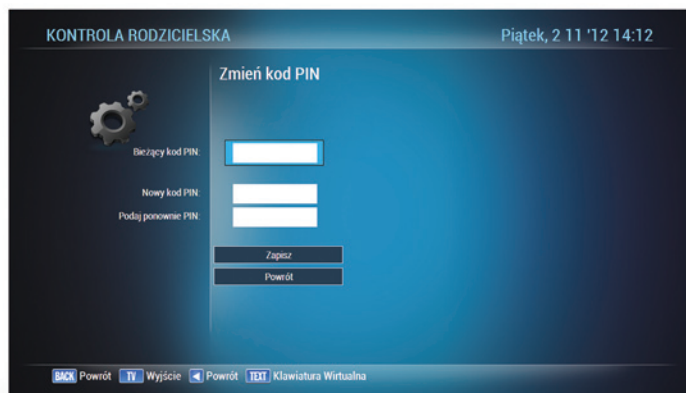 KONTROLA RODZICIELSKA Piątek, 2 11 '12 14:12
Zmień kod PIN
Bieżący kod PIN:
Nowy kod PIN:
Podaj ponownie PIN:
Zapisz
Powrót
BACK Powrót TV Wyjście ◀ Powrót TEXT Klawiatura Wirtualna